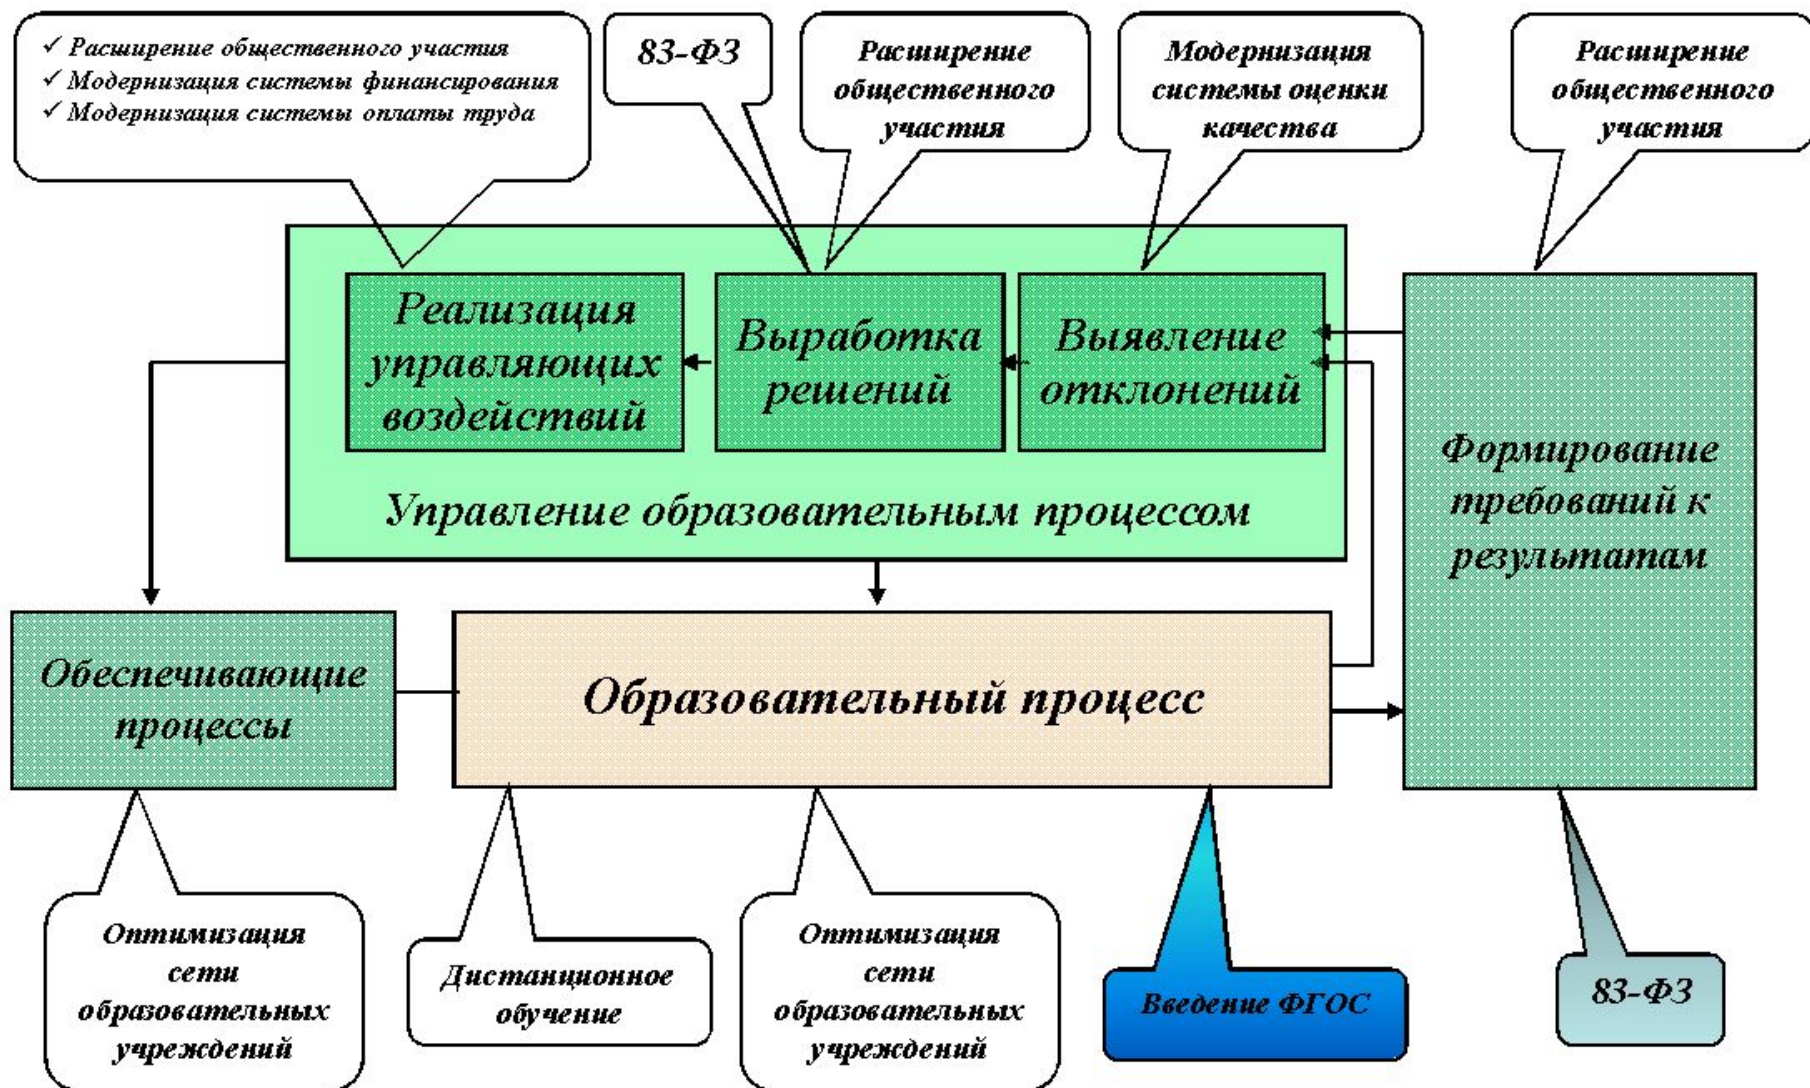 ✓ Расширение общественного участия
✓ Модернизация системы финансирования
✓ Модернизация системы оплаты труда
83-ФЗ
Расширение
общественного
участия
Модернизация
системы оценки
качества
Расширение
общественного
участия
Реализация
управляющих
воздействий
Выработка
решений
Выявление
отклонений
Управление образовательным процессом
Формирование
требований к
результатам
Обеспечивающие
процессы
Образовательный процесс
Оптимизация
сети
образовательных
учреждений
Дистанционное
обучение
Оптимизация
сети
образовательных
учреждений
Введение ФГОС
83-ФЗ